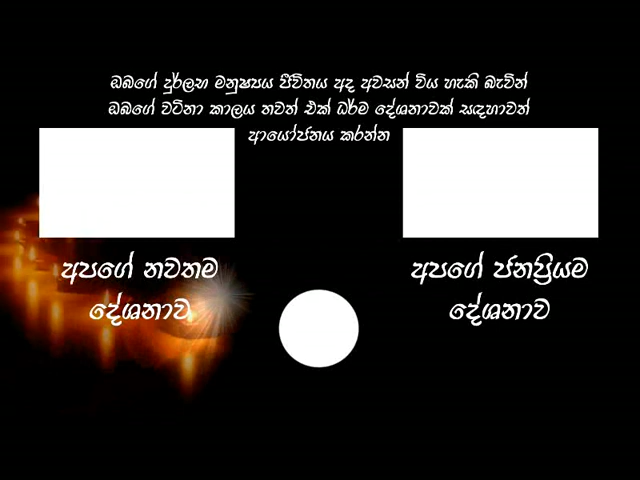 ඔබගේ දුර්ලභ මනුෂ්‍යය ජීවිතය අද අවසන් විය හැකි බැවින්
ඔබගේ වටිනා කාලය තවත් එක් ධර්ම දේශනාවක් සඳහාවත්
ආයෝජනය කරන්න
අපගේ නවතම
දේශනාව
අපගේ ජනප්‍රියම
දේශනාව